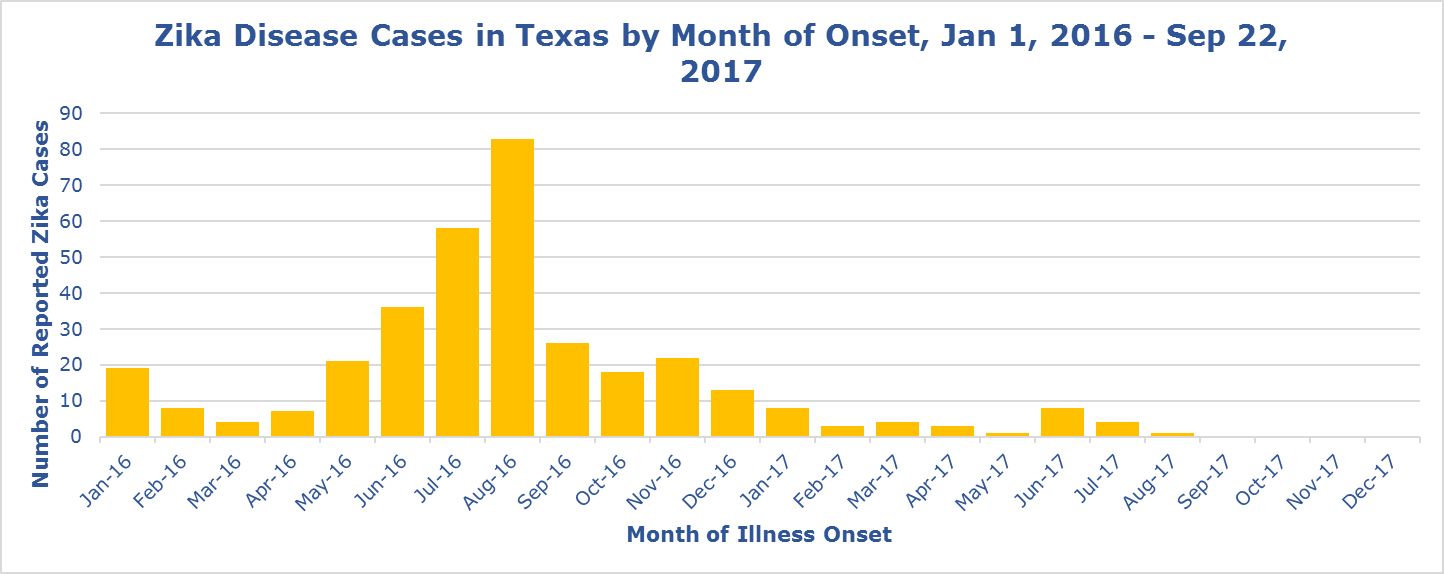 Zika Disease Cases in Texas by Month of Onset, Jan 1, 2016 - Sep 22,
2017
Number of Reported Zika Cases
90
80
70
60
50
40
30
20
10
0
Jan-16
Feb-16
Mar-16
Apr-16
May-16
Jun-16
Jul-16
Aug-16
Sep-16
Oct-16
Nov-16
Dec-16
Jan-17
Feb-17
Mar-17
Apr-17
May-17
Jun-17
Jul-17
Aug-17
Sep-17
Oct-17
Nov-17
Dec-17
Month of Illness Onset